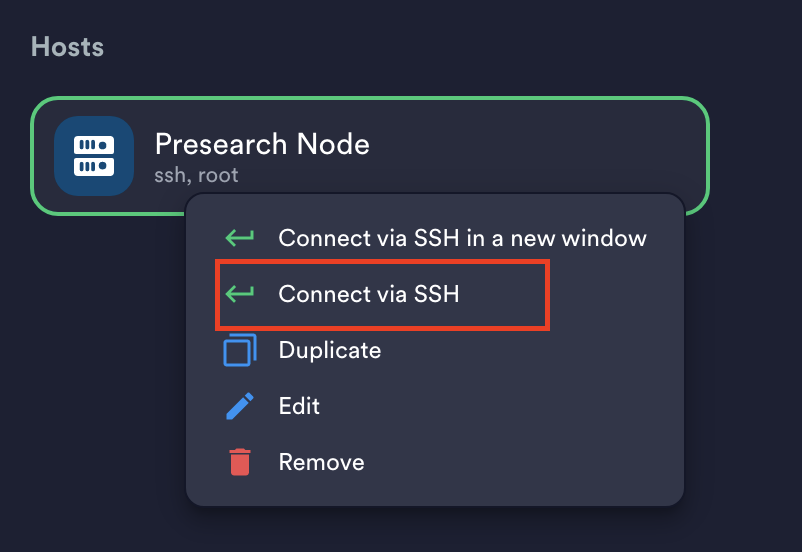 Hosts
Presearch Node
ssh, root
Connect via SSH in a new window
Connect via SSH
Duplicate
Edit
Remove